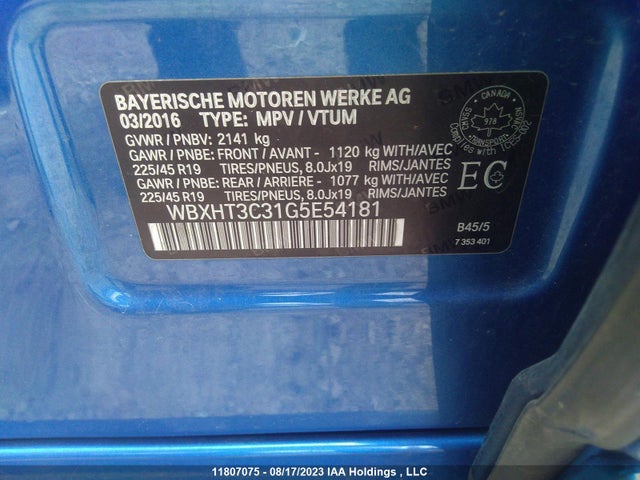 BAYERISCHE MOTOREN WERKE AG
03/2016 TYPE: MPV / VTUM
GVWR / PNBV: 2141 kg
GAWR / PNBE: FRONT / AVANT - 1120 kg WITH/AVEC
225/45 R19 TIRES/PNEUS, 8.0Jx19 RIMS/JANTES
GAWR / PNBE: REAR / ARRIERE - 1077 kg WITH/AVEC
225/45 R19 TIRES/PNEUS, 8.0Jx19 RIMS/JANTES
WBXHT3C31G5E54181
CANADA
978
TRANSPORT
EC
B45/5
7 353 401
11807075 - 08/17/2023 IAA Holdings , LLC